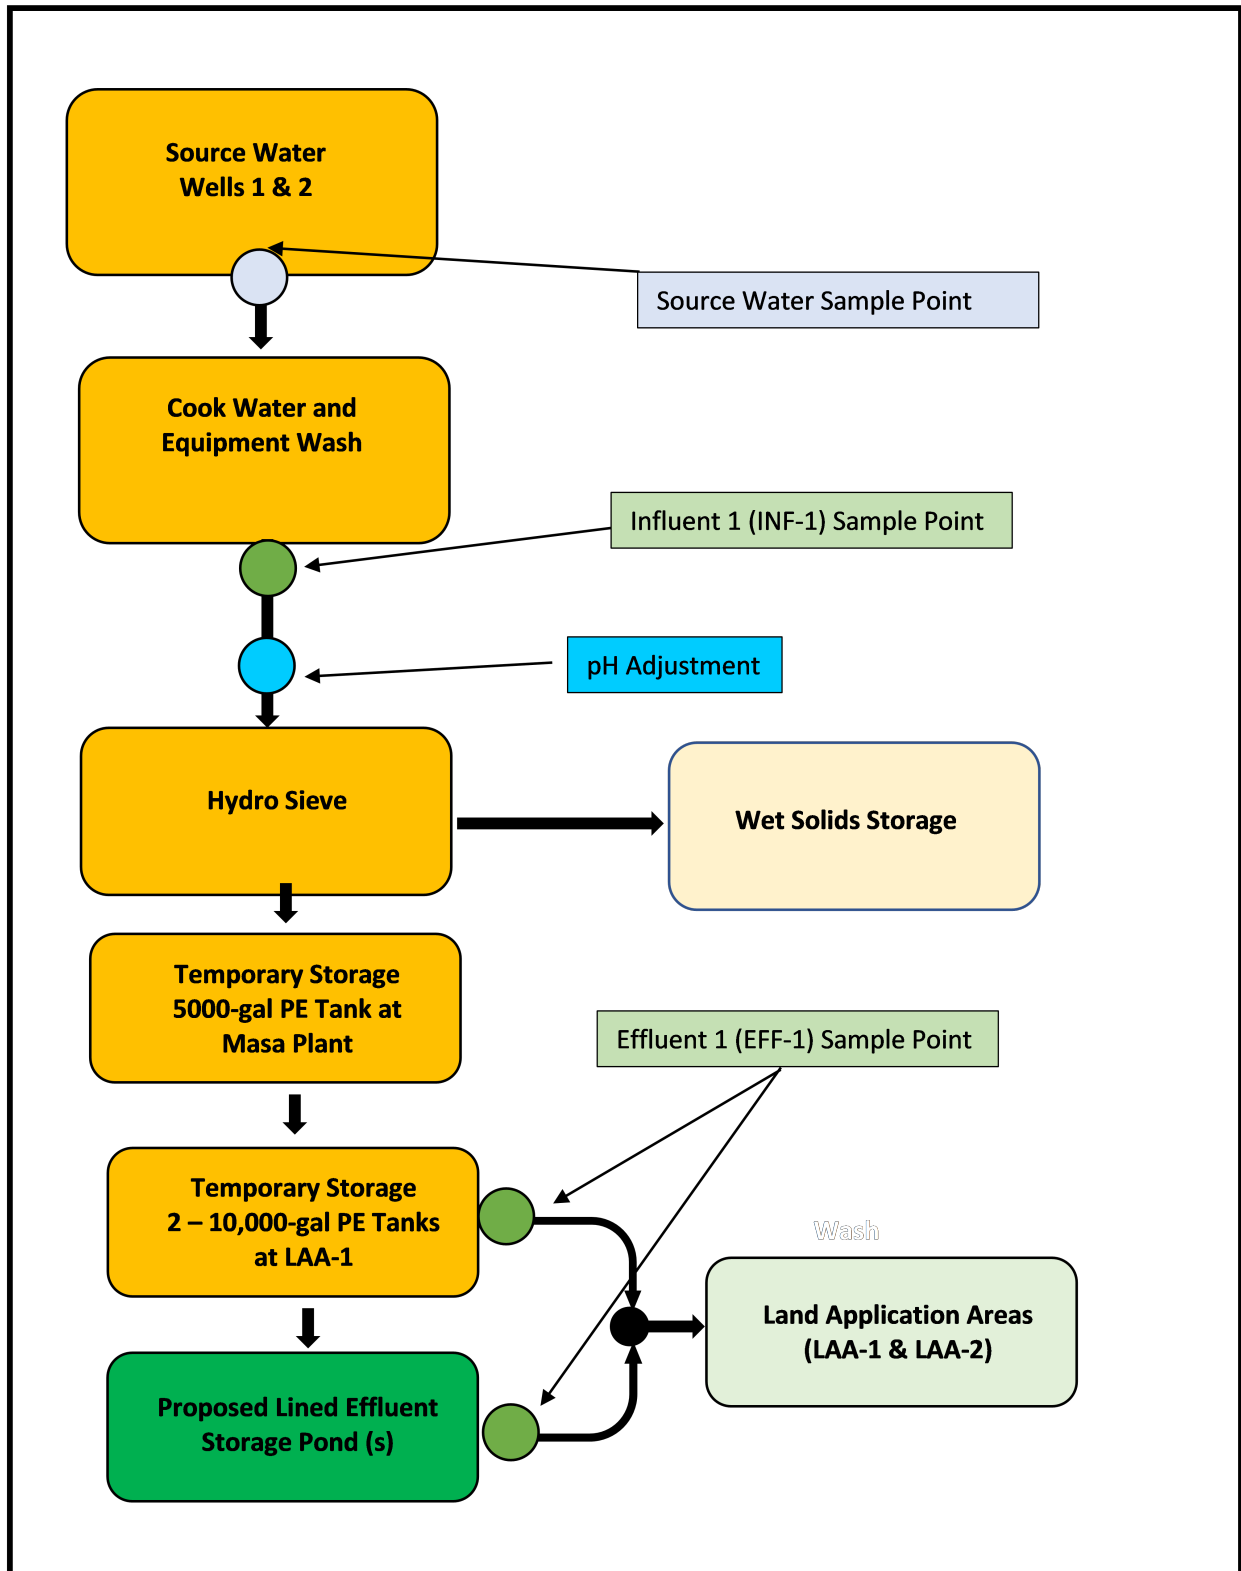 Source Water
Wells 1 & 2
Source Water Sample Point
Cook Water and
Equipment Wash
Influent 1 (INF-1) Sample Point
pH Adjustment
Hydro Sieve
Wet Solids Storage
Temporary Storage
5000-gal PE Tank at
Masa Plant
Effluent 1 (EFF-1) Sample Point
Temporary Storage
2 – 10,000-gal PE Tanks
at LAA-1
Wash
Land Application Areas
(LAA-1 & LAA-2)
Proposed Lined Effluent
Storage Pond (s)